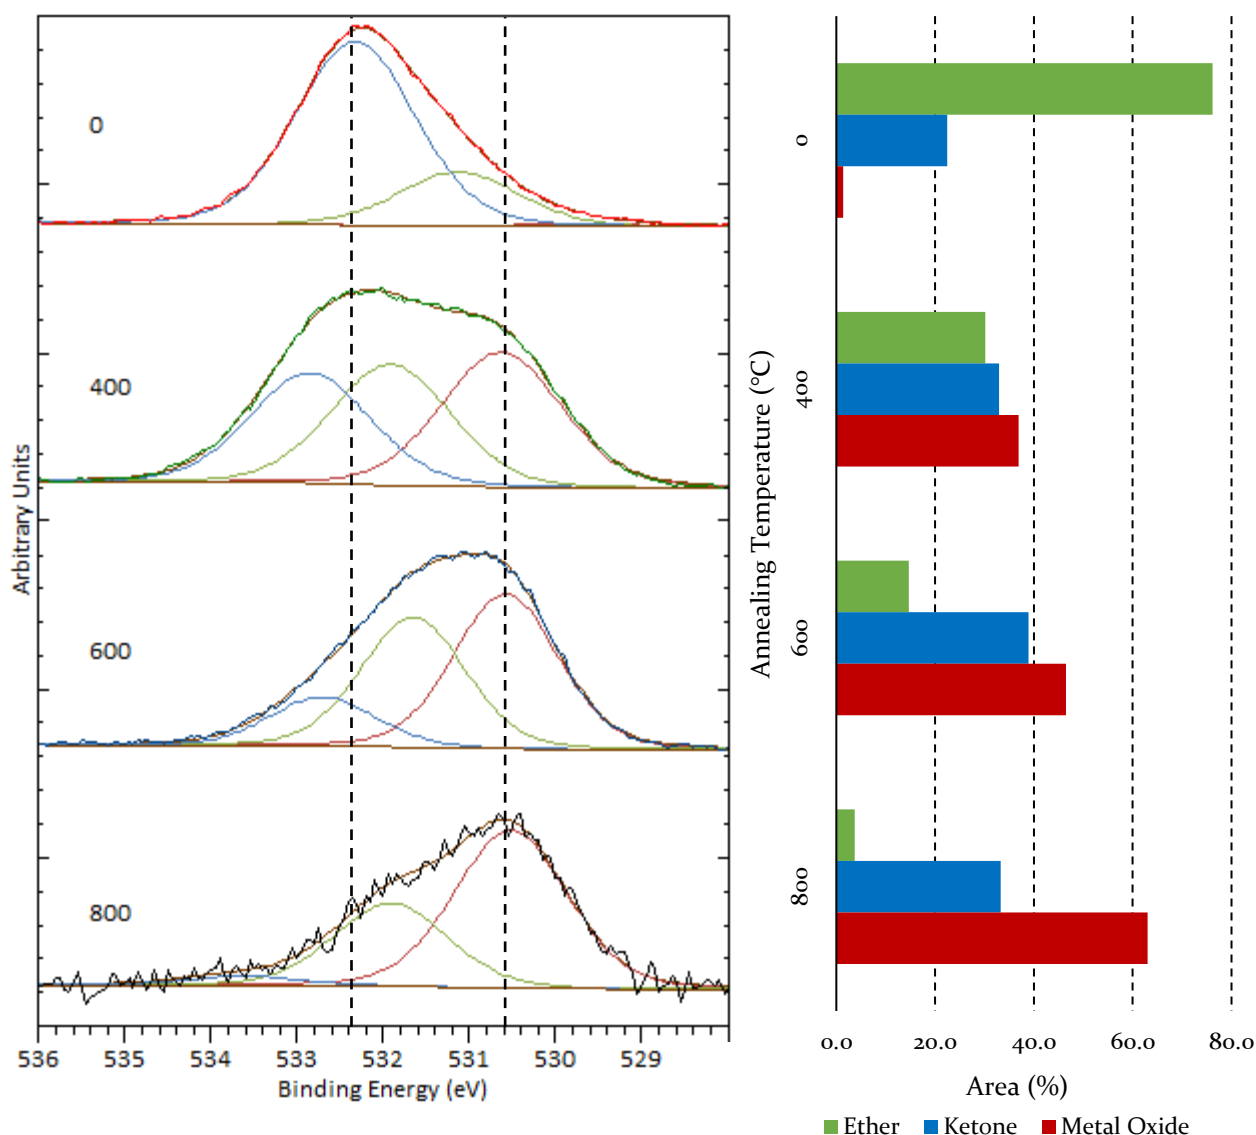 0
400
600
800
Arbitrary Units
536 535 534 533 532 531 530 529
Binding Energy (eV)
Annealing Temperature (°C)
0
400
600
800
0.0 20.0 40.0 60.0 80.0
Area (%)
Ether Ketone Metal Oxide